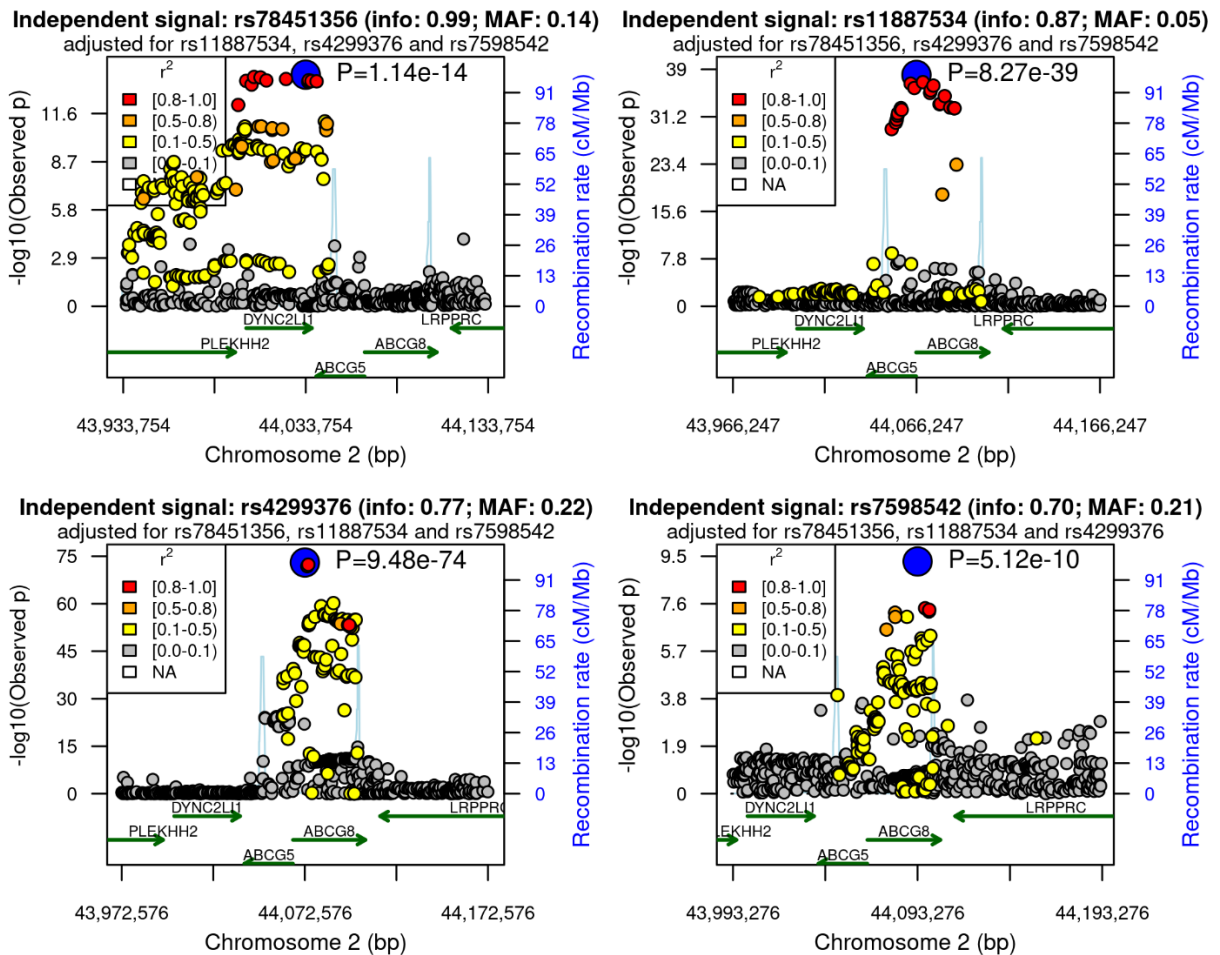 Independent signal: rs78451356 (info: 0.99; MAF: 0.14)
adjusted for rs11887534, rs4299376 and rs7598542
P=1.14e-14
r2
[0.8-1.0]
[0.5-0.8)
[0.1-0.5)
[0.0-0.1)
-log10(Observed p)
11.6
8.7
5.8
2.9
0
91
78
65
52
39
26
13
0
Recombination rate (cM/Mb)
DYNC2LI1
LRPPRC
PLEKHH2
ABCG8
ABCG5
43,933,754
44,033,754
44,133,754
Chromosome 2 (bp)
Independent signal: rs11887534 (info: 0.87; MAF: 0.05)
adjusted for rs78451356, rs4299376 and rs7598542
P=8.27e-39
r2
[0.8-1.0]
[0.5-0.8)
[0.1-0.5)
[0.0-0.1)
NA
-log10(Observed p)
39
31.2
23.4
15.6
7.8
0
91
78
65
52
39
26
13
0
Recombination rate (cM/Mb)
DYNC2LI1
LRPPRC
PLEKHH2
ABCG8
ABCG5
43,966,247
44,066,247
44,166,247
Chromosome 2 (bp)
Independent signal: rs4299376 (info: 0.77; MAF: 0.22)
adjusted for rs78451356, rs11887534 and rs7598542
P=9.48e-74
r2
[0.8-1.0]
[0.5-0.8)
[0.1-0.5)
[0.0-0.1)
NA
-log10(Observed p)
75
60
45
30
15
0
91
78
65
52
39
26
13
0
Recombination rate (cM/Mb)
DYNC2LI1
LRPPRC
PLEKHH2
ABCG8
ABCG5
43,972,576
44,072,576
44,172,576
Chromosome 2 (bp)
Independent signal: rs7598542 (info: 0.70; MAF: 0.21)
adjusted for rs78451356, rs11887534 and rs4299376
P=5.12e-10
r2
[0.8-1.0]
[0.5-0.8)
[0.1-0.5)
[0.0-0.1)
NA
-log10(Observed p)
9.5
7.6
5.7
3.8
1.9
0
91
78
65
52
39
26
13
0
Recombination rate (cM/Mb)
DYNC2LI1
LRPPRC
LEKHH2
ABCG8
ABCG5
43,993,276
44,093,276
44,193,276
Chromosome 2 (bp)